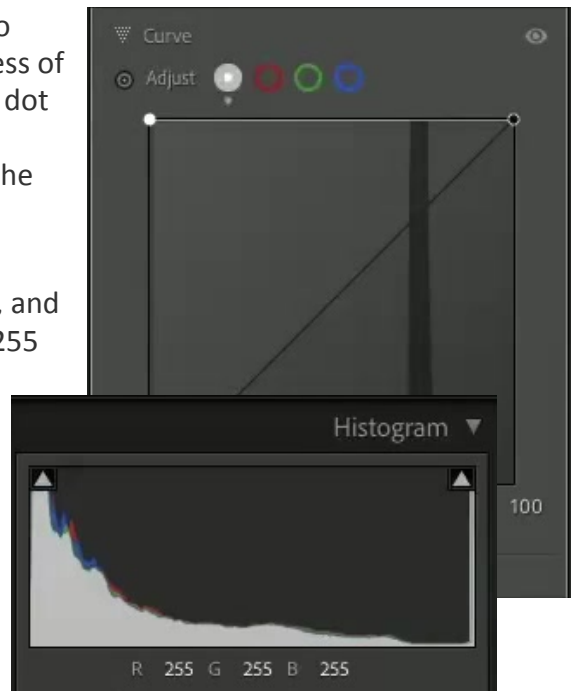 o
ess of
dot
he
, and
255
Curve
Adjust
100
Histogram
R 255 G 255 B 255